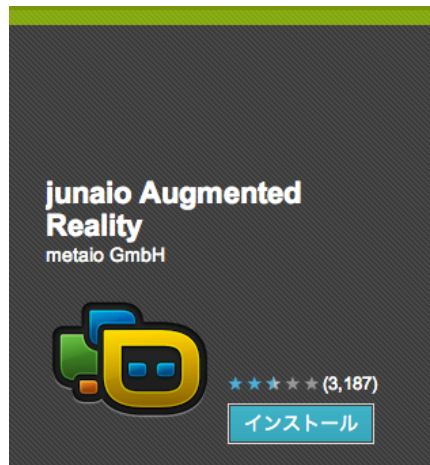 junaio Augmented
Reality
metaio GmbH
(3,187)
インストール